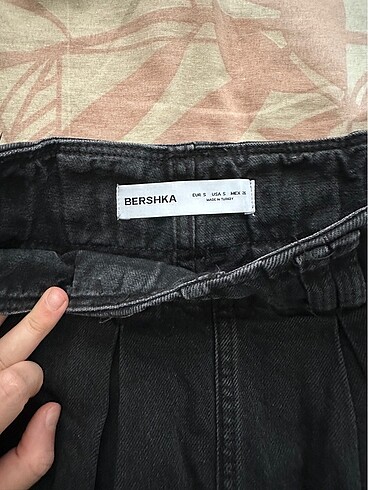 BERSHKA
EUR S USA S MEX 26
MADE IN TURKEY